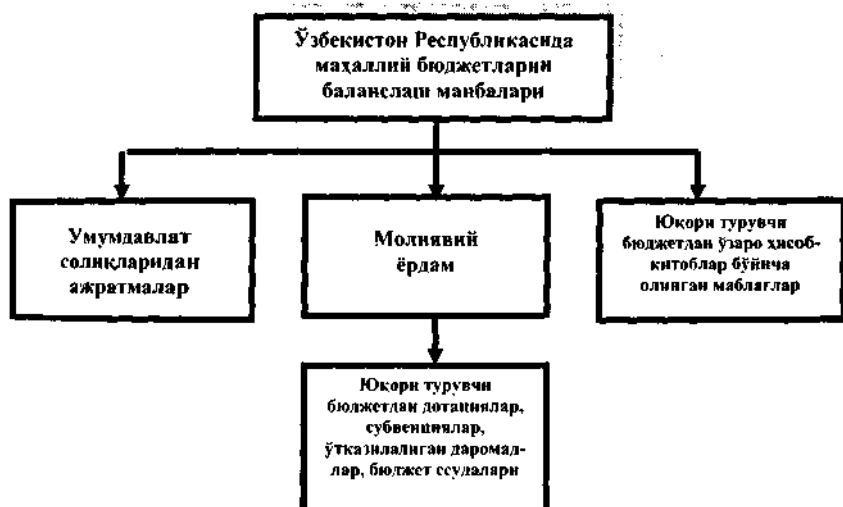 Ўзбекистон Республикасида
маҳаллий бюджетларни
баланслаш манбалари
Умумдавлат
солиқларидан
ажратмалар
Молиявий
ёрдам
Юқори турувчи
бюджетдан ўзаро ҳисоб-
китоблар бўйича
олинган маблағлар
Юқори турувчи
бюджетдан дотациялар,
субвенциялар,
ўтказилалиган даромад-
лар, бюджет ссудалари